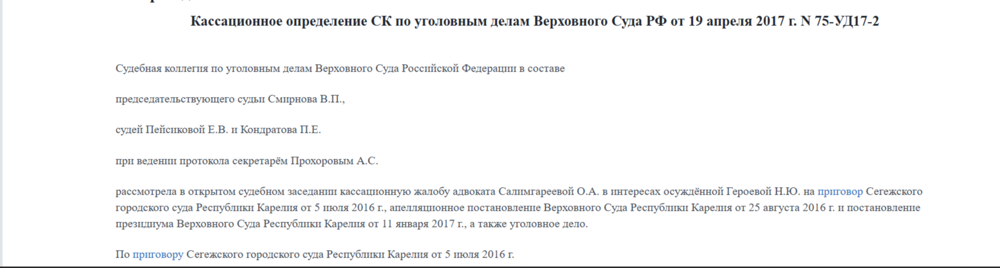 Кассационное определение СК по уголовным делам Верховного Суда РФ от 19 апреля 2017 г. N 75-УД17-2
Судебная коллегия по уголовным делам Верховного Суда Российской Федерации в составе
председательствующего судьи Смирнова В.П.,
судей Пейсиковой Е.В. и Кондратова П.Е.
при ведении протокола секретарём Прохоровым А.С.
рассмотрела в открытом судебном заседании кассационную жалобу адвоката Салимгареевой О.А. в интересах осуждённой Героевой Н.Ю. на приговор Сегежского
городского суда Республики Карелия от 5 июля 2016 г., апелляционное постановление Верховного Суда Республики Карелия от 25 августа 2016 г. и постановление
президиума Верховного Суда Республики Карелия от 11 января 2017 г., а также уголовное дело.
По приговору Сегежского городского суда Республики Карелия от 5 июля 2016 г.